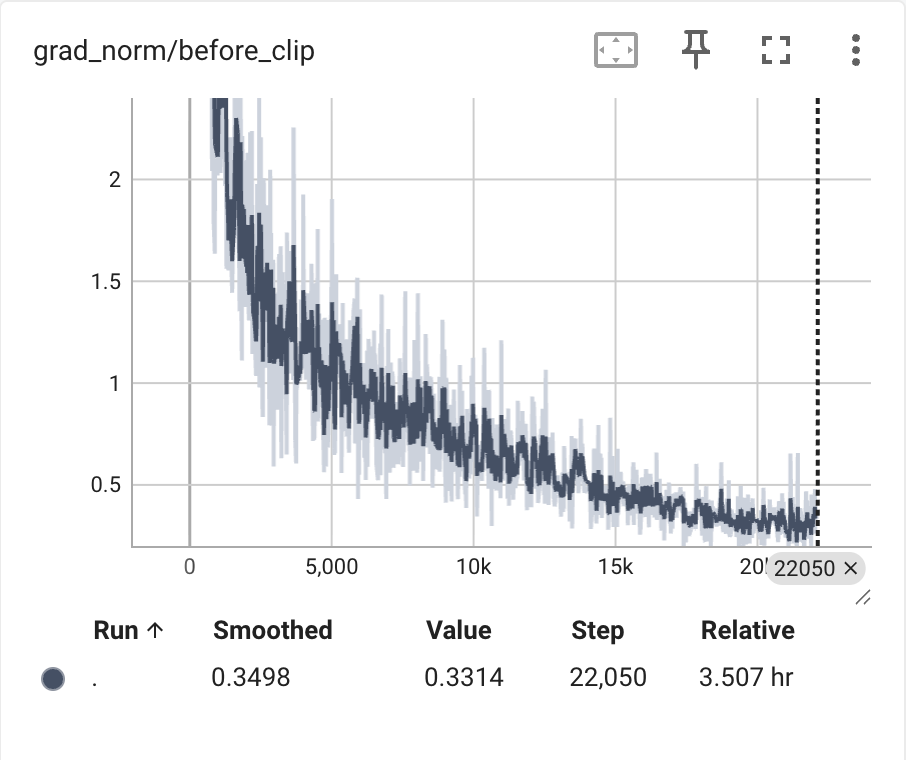 grad_norm/before_clip
2
1.5
1
0.5
0 5,000 10k 15k 20 22050 ×
Run ↑ Smoothed Value Step Relative
. 0.3498 0.3314 22,050 3.507 hr